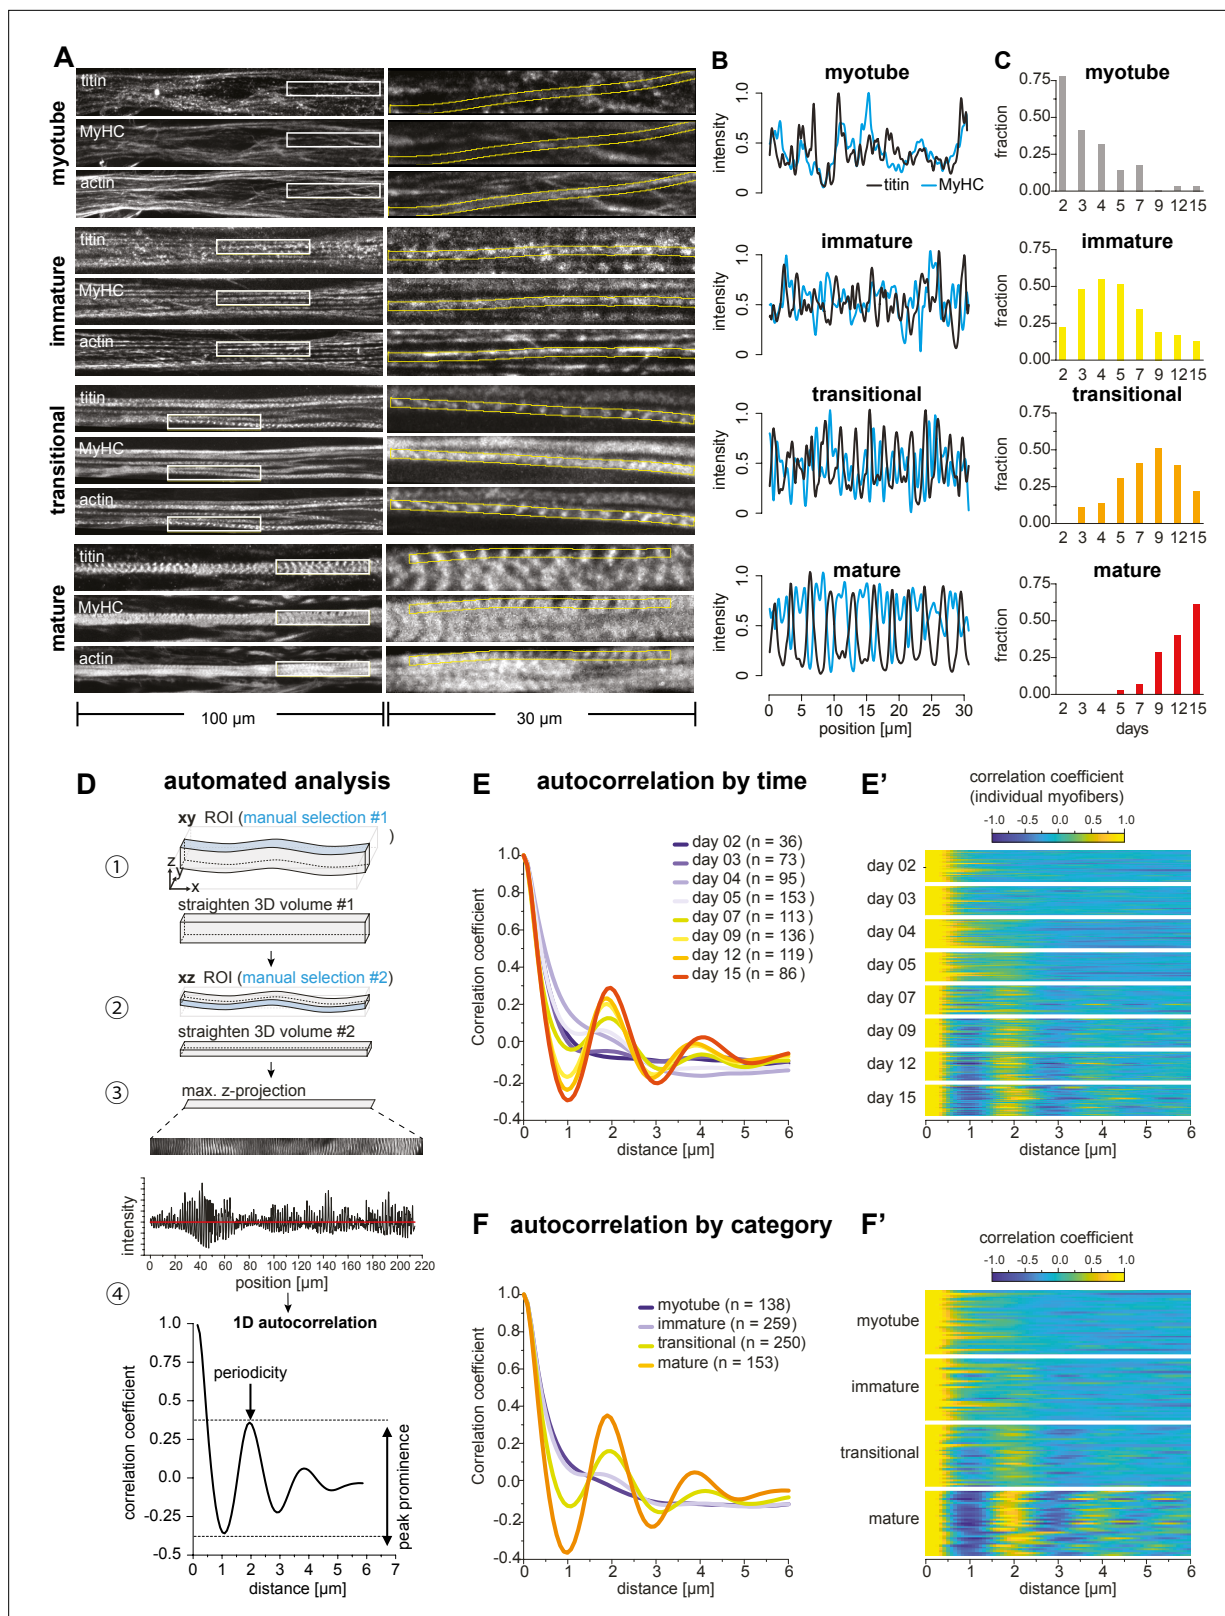 A
myotube
titin
MyHC
actin
immature
titin
MyHC
actin
transitional
titin
MyHC
actin
mature
titin
MyHC
actin
100 µm
30 µm
B
myotube
intensity
1.0
0.5
0
titin
MyHC
immature
intensity
1.0
0.5
0
transitional
intensity
1.0
0.5
0
mature
intensity
1.0
0.5
0
0 5 10 15 20 25 30
position [µm]
C
myotube
fraction
0.75
0.50
0.25
0.00
2 3 4 5 7 9 12 15
immature
fraction
0.75
0.50
0.25
0.00
2 3 4 5 7 9 12 15
transitional
fraction
0.75
0.50
0.25
0.00
2 3 4 5 7 9 12 15
mature
fraction
0.75
0.50
0.25
0.00
2 3 4 5 7 9 12 15
days
D automated analysis
xy ROI (manual selection #1
)
①
z
y
x
straighten 3D volume #1
xz ROI (manual selection #2)
②
straighten 3D volume #2
③
max. z-projection
intensity
0 20 40 60 80 100 120 140 160 180 200 220
position [µm]
④
1D autocorrelation
periodicity
peak prominence
correlation coefficient
1.0
0.75
0.50
0.25
0.0
-0.25
-0.5
0 1 2 3 4 5 6 7
distance [µm]
E autocorrelation by time
day 02 (n = 36)
day 03 (n = 73)
day 04 (n = 95)
day 05 (n = 153)
day 07 (n = 113)
day 09 (n = 136)
day 12 (n = 119)
day 15 (n = 86)
Correlation coefficient
1.0
0.8
0.6
0.4
0.2
0.0
-0.2
-0.4
0 1 2 3 4 5 6
distance [µm]
E’
correlation coefficient
(individual myofibers)
-1.0 -0.5 0.0 0.5 1.0
day 02
day 03
day 04
day 05
day 07
day 09
day 12
day 15
0 1 2 3 4 5 6
distance [µm]
F autocorrelation by category
myotube (n = 138)
immature (n = 259)
transitional (n = 250)
mature (n = 153)
Correlation coefficient
1.0
0.8
0.6
0.4
0.2
0.0
-0.2
-0.4
0 1 2 3 4 5 6
distance [µm]
F’
correlation coefficient
-1.0 -0.5 0.0 0.5 1.0
myotube
immature
transitional
mature
0 1 2 3 4 5 6
distance [µm]